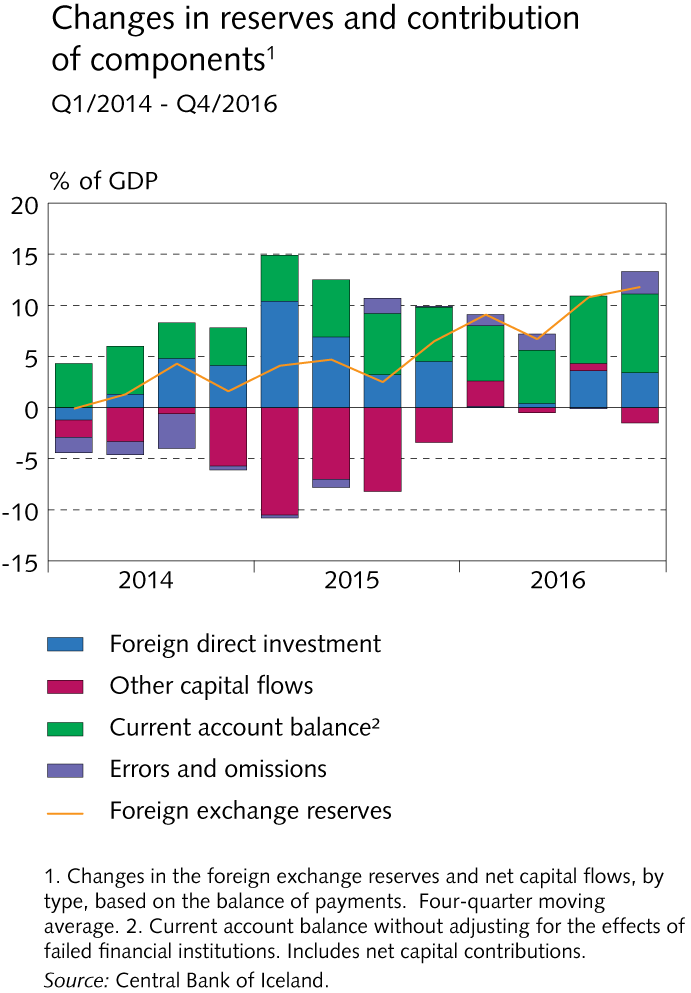 Changes in reserves and contribution
of components¹
Q1/2014 - Q4/2016
% of GDP
20
15
10
5
0
-5
-10
-15
2014 2015 2016
Foreign direct investment
Other capital flows
Current account balance²
Errors and omissions
Foreign exchange reserves
1. Changes in the foreign exchange reserves and net capital flows, by
type, based on the balance of payments.  Four-quarter moving
average. 2. Current account balance without adjusting for the effects of
failed financial institutions. Includes net capital contributions.
Source: Central Bank of Iceland.